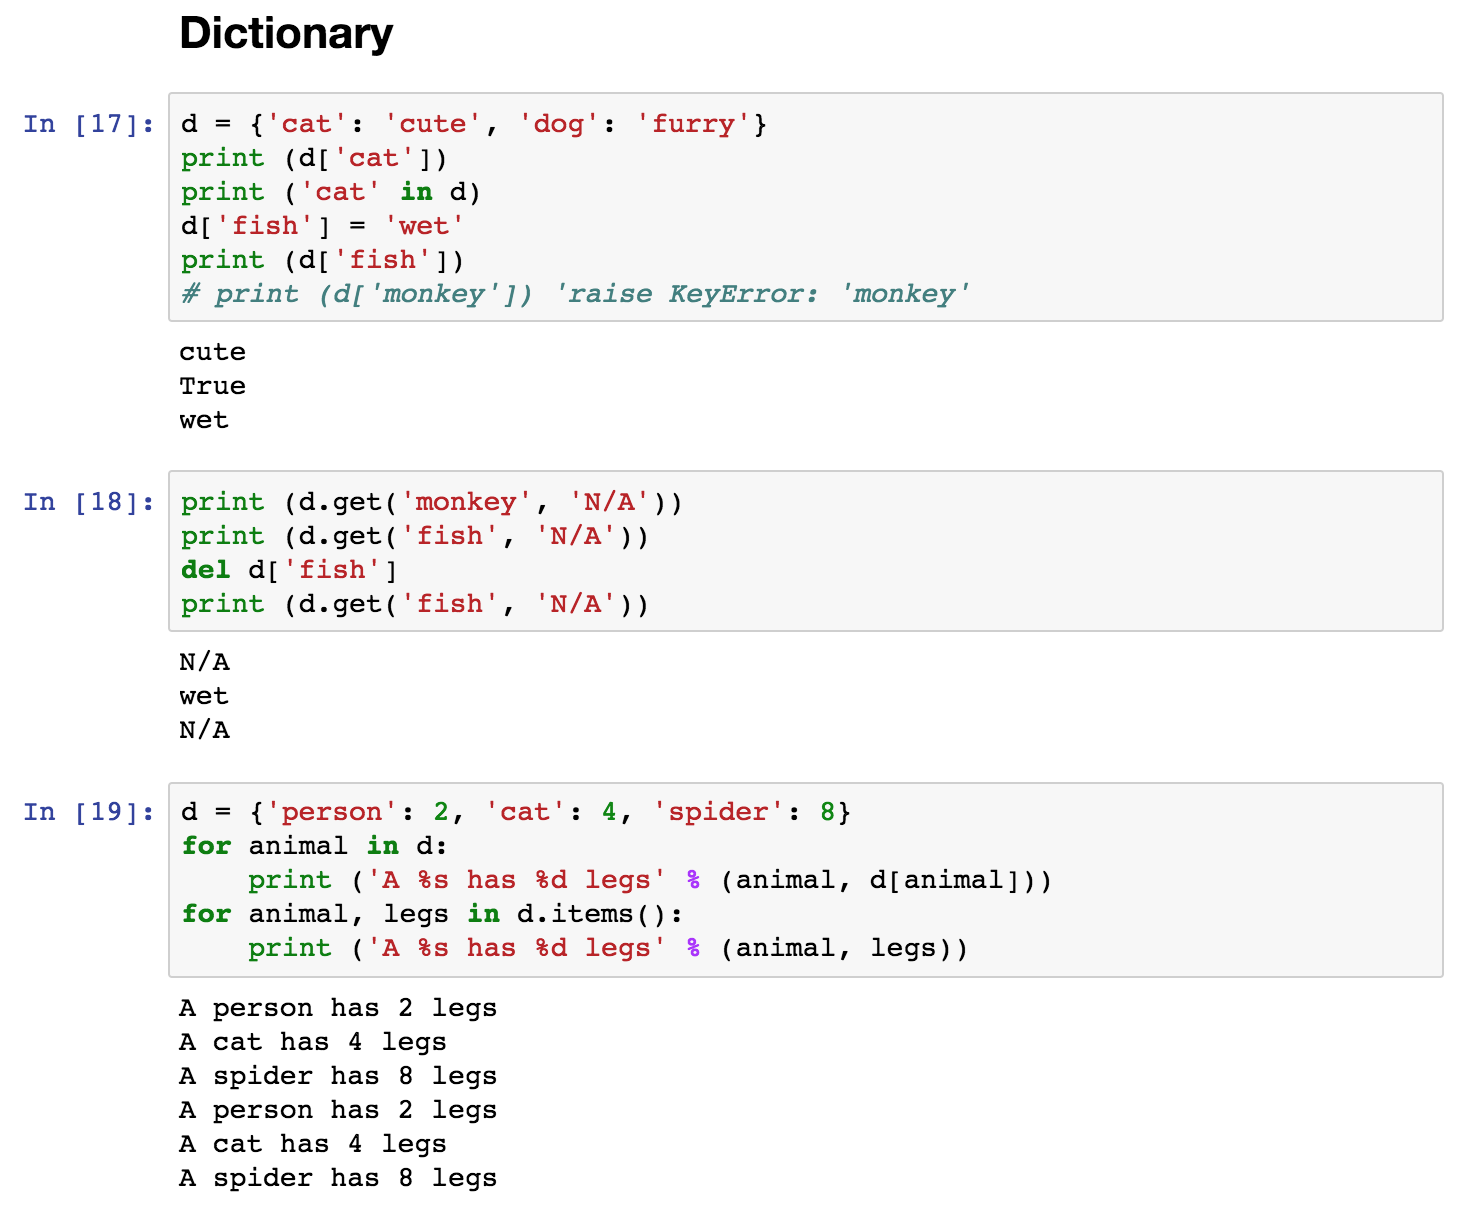 Dictionary
In [17]: d = {'cat': 'cute', 'dog': 'furry'}
print (d['cat'])
print ('cat' in d)
d['fish'] = 'wet'
print (d['fish'])
# print (d['monkey']) 'raise KeyError: 'monkey'
cute
True
wet
In [18]: print (d.get('monkey', 'N/A'))
print (d.get('fish', 'N/A'))
del d['fish']
print (d.get('fish', 'N/A'))
N/A
wet
N/A
In [19]: d = {'person': 2, 'cat': 4, 'spider': 8}
for animal in d:
    print ('A %s has %d legs' % (animal, d[animal]))
for animal, legs in d.items():
    print ('A %s has %d legs' % (animal, legs))
A person has 2 legs
A cat has 4 legs
A spider has 8 legs
A person has 2 legs
A cat has 4 legs
A spider has 8 legs